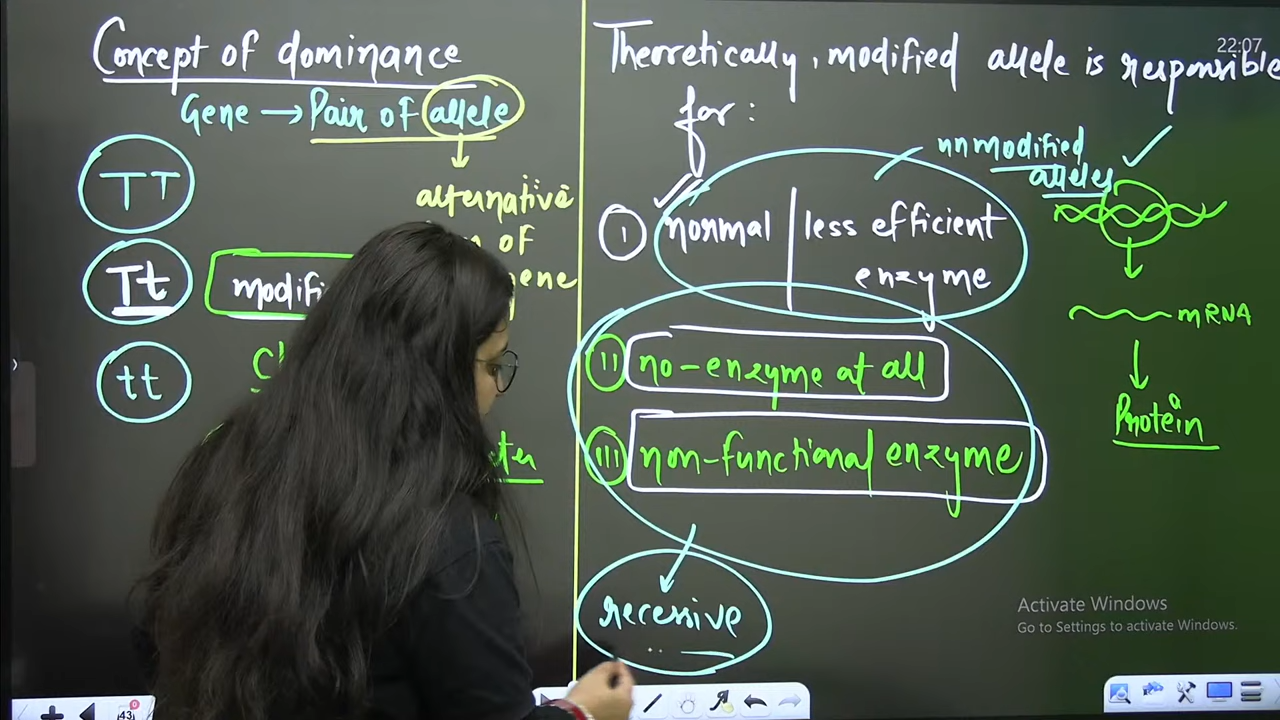 Concept of dominance
Gene → Pair of allele
alternative
of
gene
TT
Tt
tt
Theoretically, modified allele is responsible
for:
22:07
unmodified
alleles
I normal | less efficient
enzyme
II no-enzyme at all
III non-functional enzyme
recessive
mRNA
Protein
Activate Windows
Go to Settings to activate Windows.
43